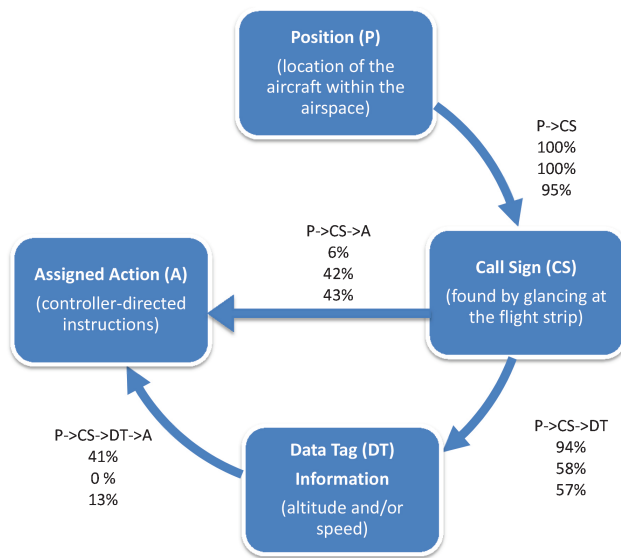 Position (P)
(location of the
aircraft within the
airspace)
P->CS
100%
100%
95%
P->CS->A
6%
42%
43%
Assigned Action (A)
(controller-directed
instructions)
Call Sign (CS)
(found by glancing at
the flight strip)
P->CS->DT->A
41%
0 %
13%
Data Tag (DT)
Information
(altitude and/or
speed)
P->CS->DT
94%
58%
57%